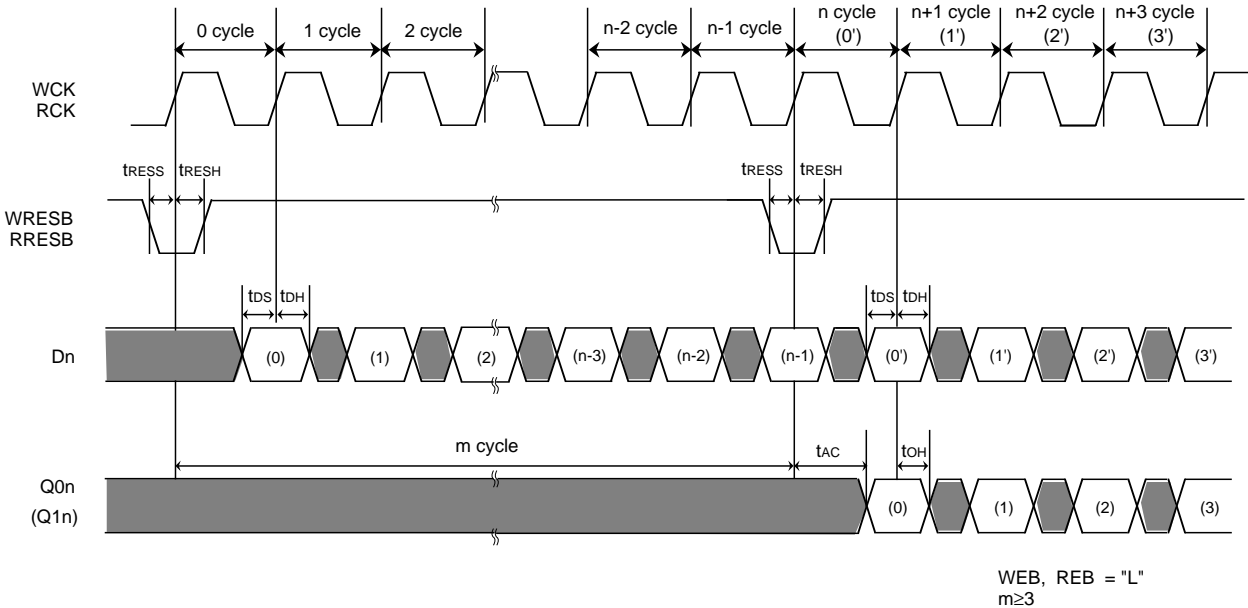 0 cycle
1 cycle
2 cycle
n-2 cycle
n-1 cycle
n cycle
(0')
n+1 cycle
(1')
n+2 cycle
(2')
n+3 cycle
(3')
WCK
RCK
tRESS
tRESH
tRESS
tRESH
WRESB
RRESB
tDS
tDH
tDS
tDH
Dn
(0)
(1)
(2)
(n-3)
(n-2)
(n-1)
(0')
(1')
(2')
(3')
m cycle
tAC
tOH
Q0n
(Q1n)
(0)
(1)
(2)
(3)
WEB, REB = "L"
m≥3